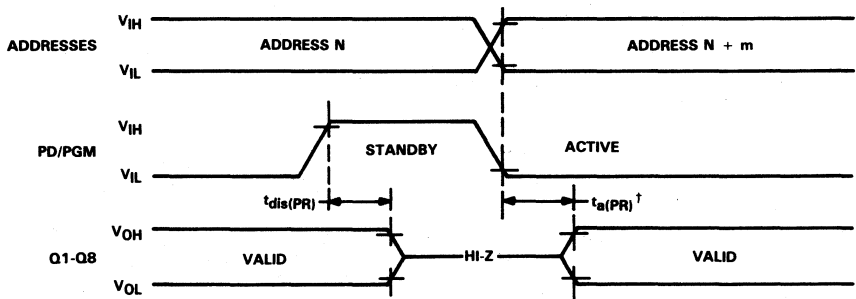 VIH
ADDRESSES
ADDRESS N
ADDRESS N + m
VIL
VIH
PD/PGM
STANDBY
ACTIVE
VIL
tdis(PR)
ta(PR)†
VOH
Q1-Q8
VALID
HI-Z
VALID
VOL